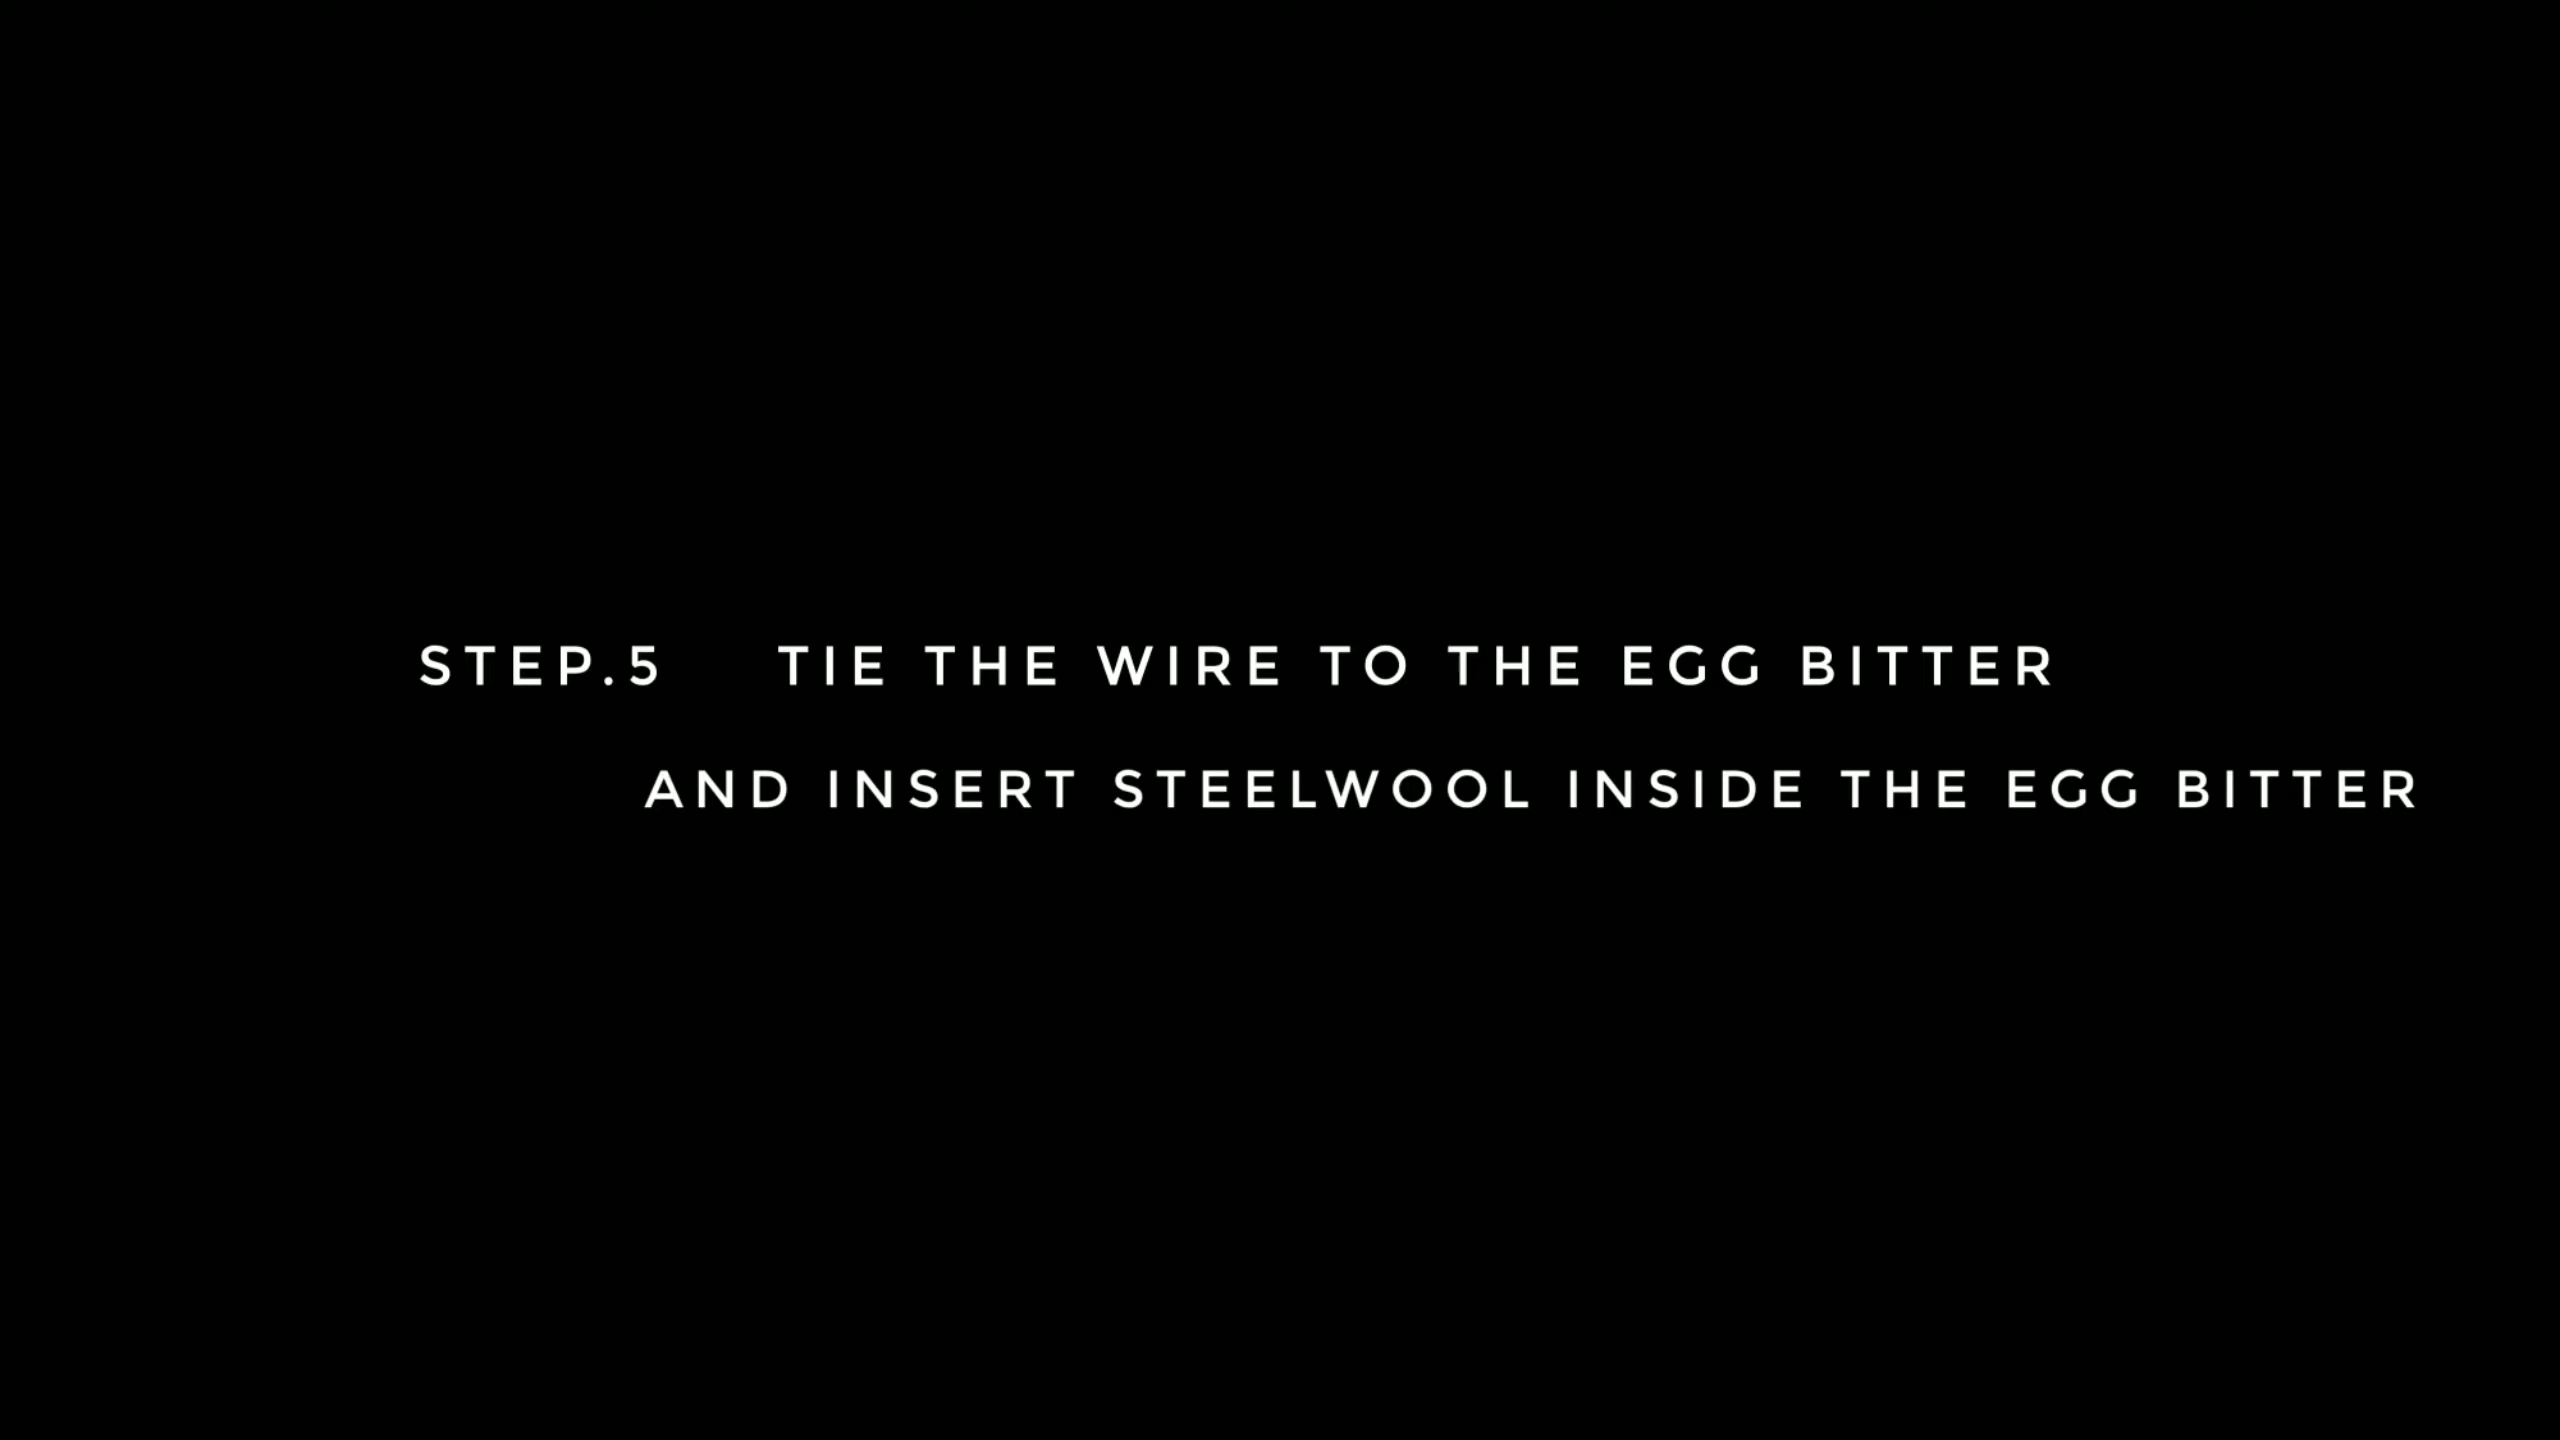 STEP.5 TIE THE WIRE TO THE EGG BITTER
AND INSERT STEELWOOL INSIDE THE EGG BITTER